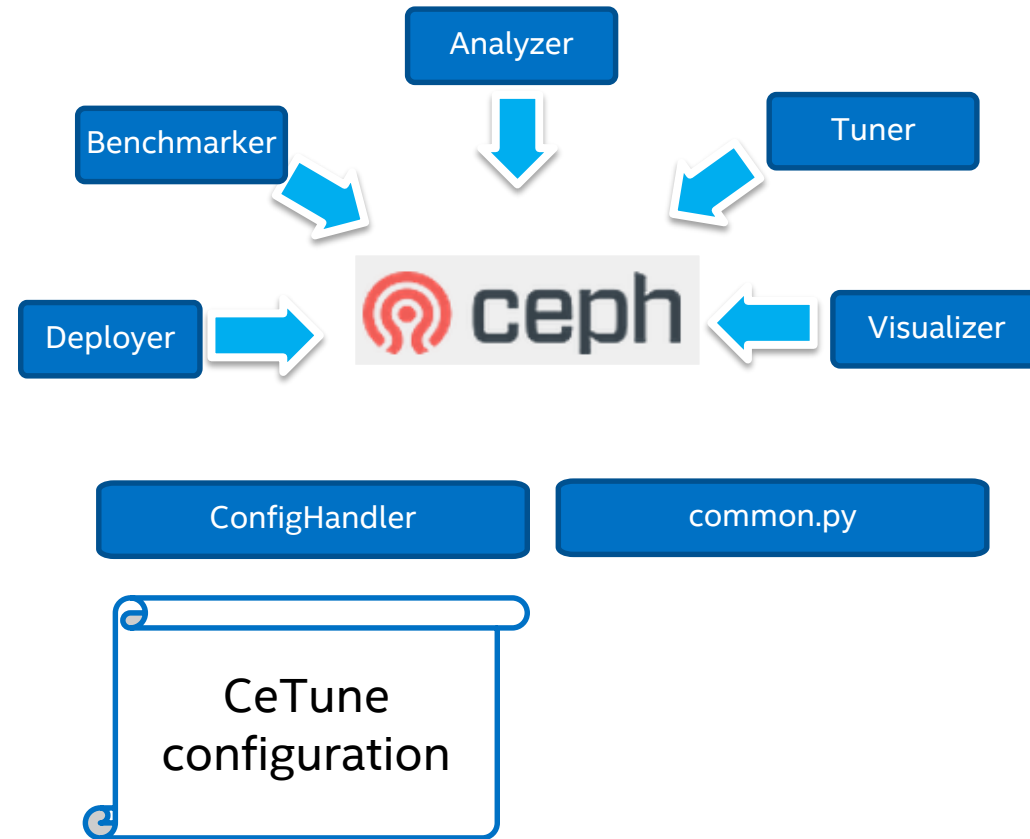 Analyzer
Benchmarker
Tuner
ceph
Deployer
Visualizer
ConfigHandler
common.py
CeTune
configuration